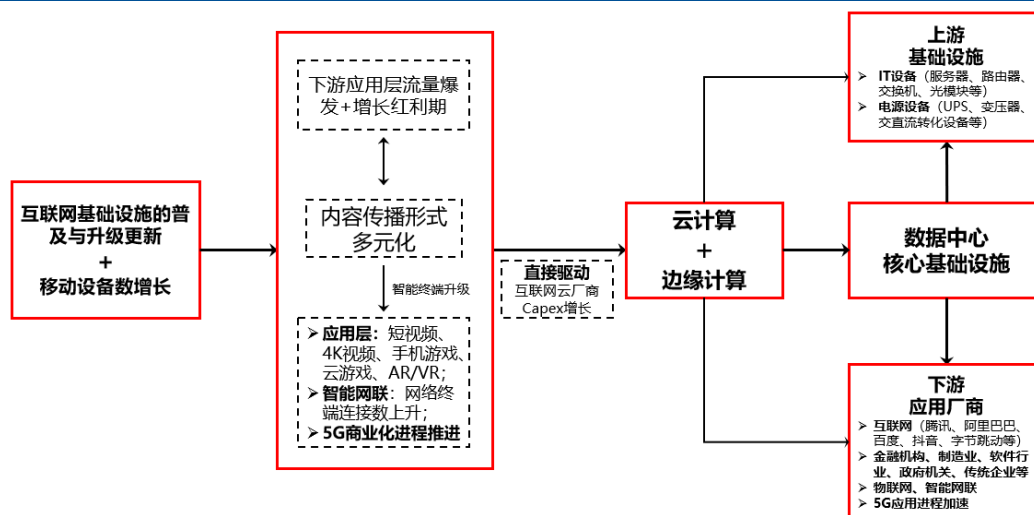 互联网基础设施的普
及与升级更新
+
移动设备数增长
下游应用层流量爆
发+增长红利期
内容传播形式
多元化
智能终端升级
➢ 应用层：短视频、
4K视频、手机游戏、
云游戏、AR/VR；
➢ 智能网联：网络终
端连接数上升；
➢ 5G商业化进程推进
直接驱动
互联网云厂商
Capex增长
云计算
+
边缘计算
上游
基础设施
➢ IT设备（服务器、路由器、
交换机、光模块等）
➢ 电源设备（UPS、变压器、
交直流转化设备等）
数据中心
核心基础设施
下游
应用厂商
➢ 互联网（腾讯、阿里巴巴、
百度、抖音、字节跳动等）
➢ 金融机构、制造业、软件行
业、政府机关、传统企业等
➢ 物联网、智能网联
➢ 5G应用进程加速